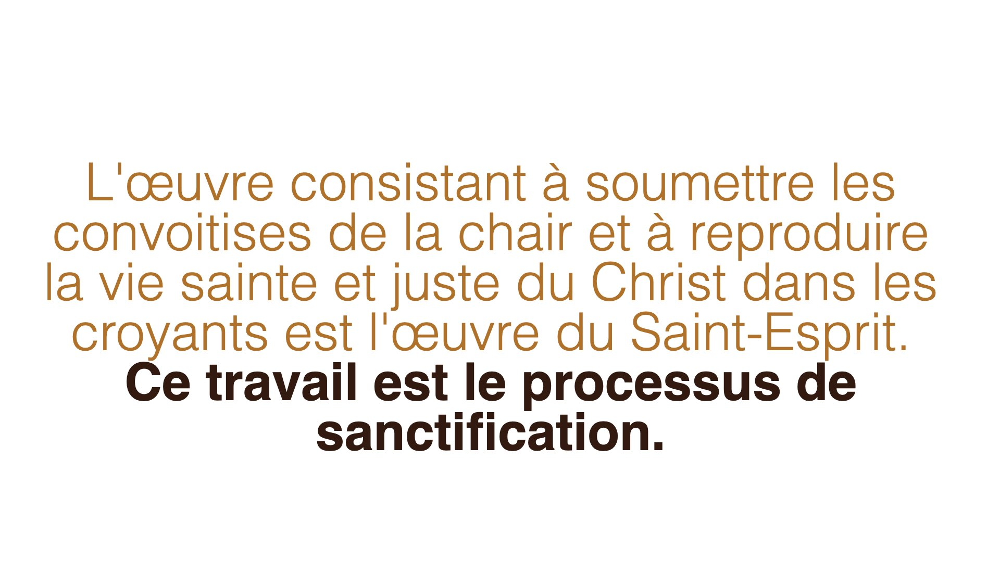 L'œuvre consistant à soumettre les
convoitises de la chair et à reproduire
la vie sainte et juste du Christ dans les
croyants est l'œuvre du Saint-Esprit.
Ce travail est le processus de
sanctification.